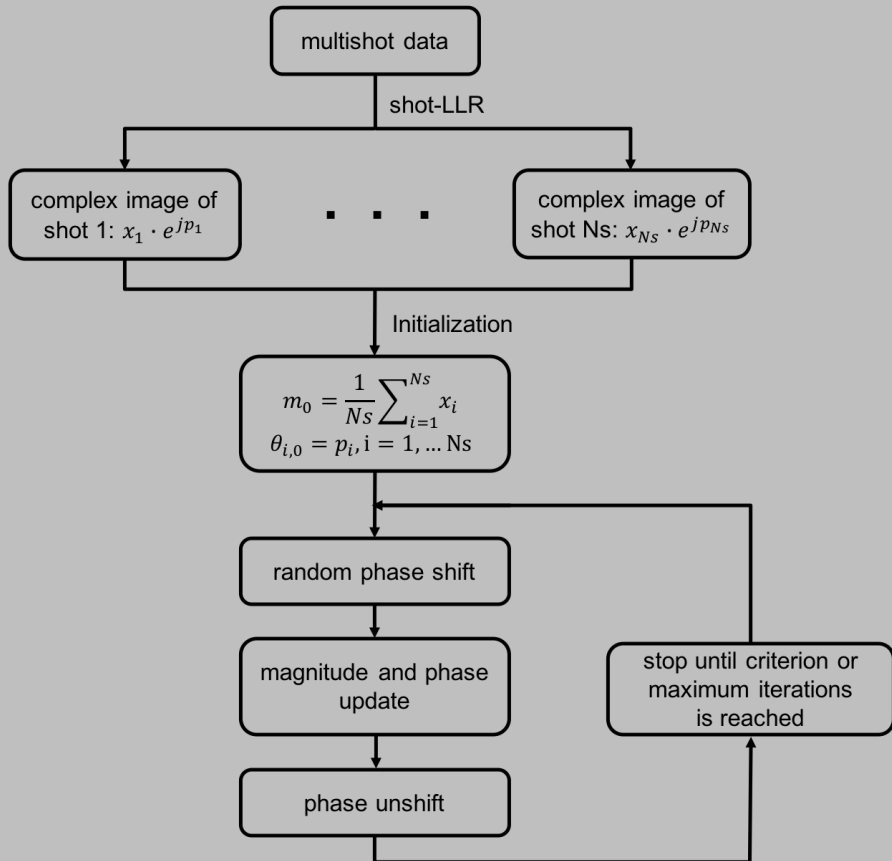 multishot data
shot-LLR
complex image of
shot 1: 𝑥₁ · 𝑒^{𝑗𝑝₁}
. . .
complex image of
shot Ns: 𝑥_{𝑁𝑠} · 𝑒^{𝑗𝑝_{𝑁𝑠}}
Initialization
𝑚₀ = \frac{1}{𝑁𝑠} ∑_{𝑖=1}^{𝑁𝑠} 𝑥_𝑖
𝜃_{𝑖,0} = 𝑝_𝑖, i = 1, … Ns
random phase shift
magnitude and phase
update
phase unshift
stop until criterion or
maximum iterations
is reached